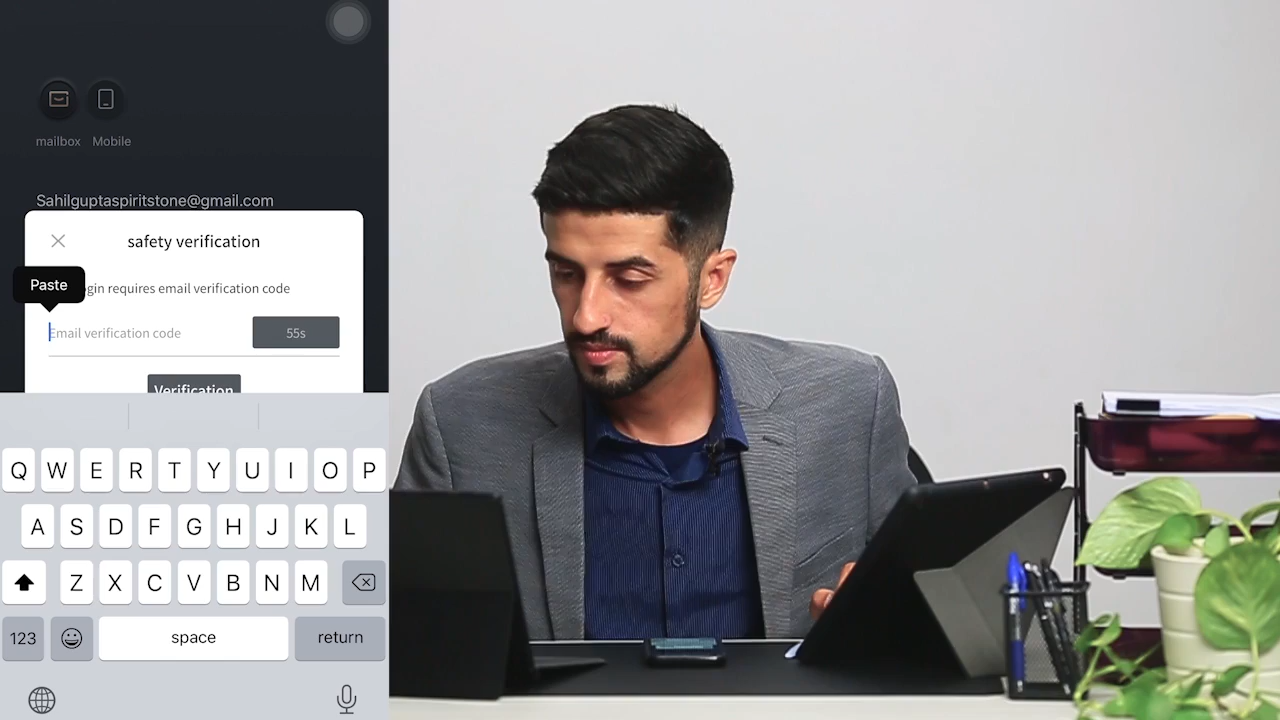 mailbox Mobile
Sahilguptaspiritstone@gmail.com
safety verification
Paste
gin requires email verification code
Email verification code
55s
Verification
Q W E R T Y U I O P
A S D F G H J K L
Z X C V B N M
123 space return